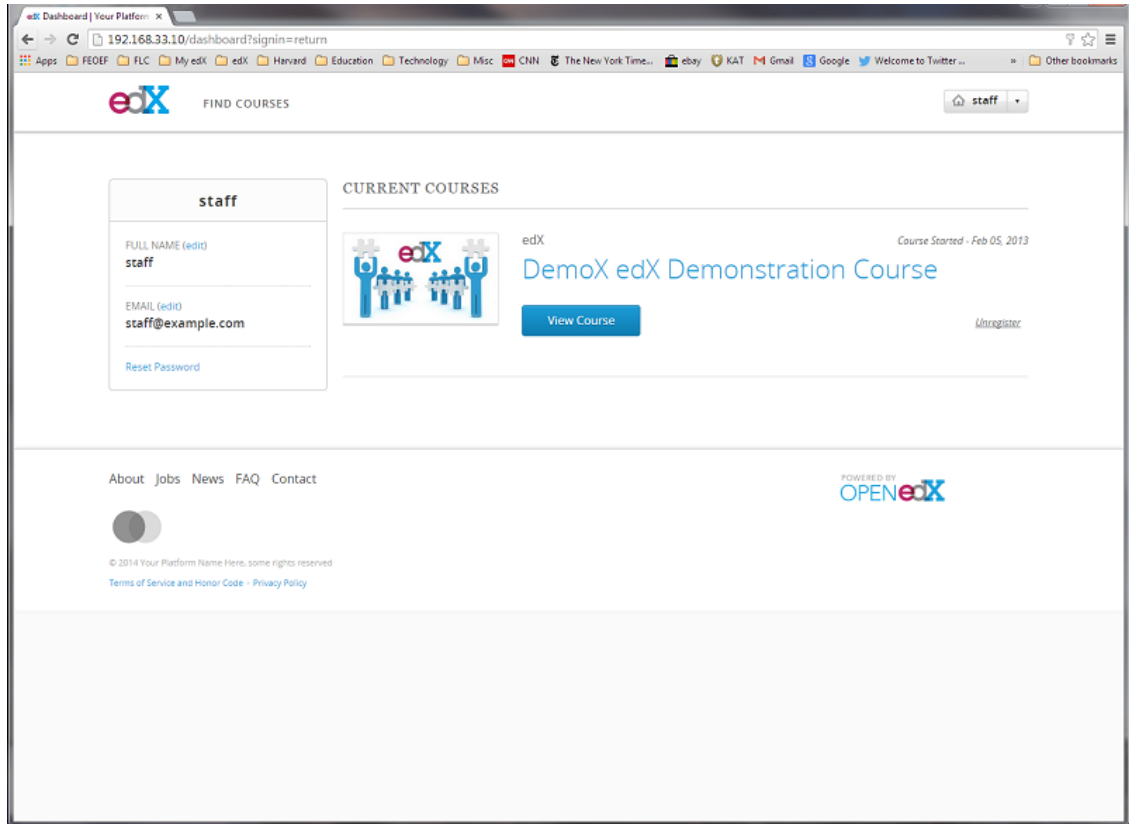 edX Dashboard | Your Platform
192.168.33.10/dashboard?signin=return
Apps FEOEF FLC My edX edX Harvard Education Technology Misc CNN The New York Time... ebay KAT Gmail Google Welcome to Twitter ... » Other bookmarks
edX FIND COURSES staff
staff
FULL NAME (edit)
staff
EMAIL (edit)
staff@example.com
Reset Password
CURRENT COURSES
edX
edX Course Started - Feb 05, 2013
DemoX edX Demonstration Course
View Course Unregister
About Jobs News FAQ Contact
POWERED BY
OPEN edX
© 2014 Your Platform Name Here, some rights reserved
Terms of Service and Honor Code - Privacy Policy